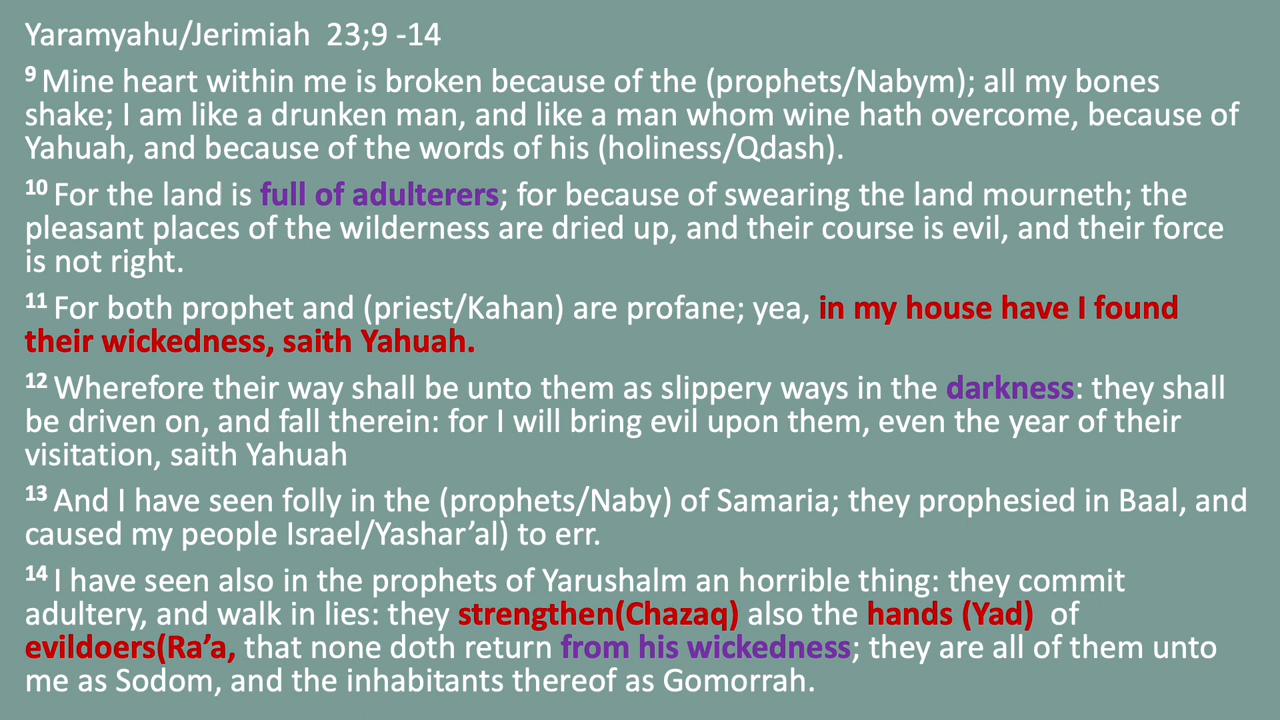 Yaramyahu/Jerimiah  23;9 -14
9 Mine heart within me is broken because of the (prophets/Nabym); all my bones
shake; I am like a drunken man, and like a man whom wine hath overcome, because of
Yahuah, and because of the words of his (holiness/Qdash).
10 For the land is full of adulterers; for because of swearing the land mourneth; the
pleasant places of the wilderness are dried up, and their course is evil, and their force
is not right.
11 For both prophet and (priest/Kahan) are profane; yea, in my house have I found
their wickedness, saith Yahuah.
12 Wherefore their way shall be unto them as slippery ways in the darkness: they shall
be driven on, and fall therein: for I will bring evil upon them, even the year of their
visitation, saith Yahuah
13 And I have seen folly in the (prophets/Naby) of Samaria; they prophesied in Baal, and
caused my people Israel/Yashar’al) to err.
14 I have seen also in the prophets of Yarushalm an horrible thing: they commit
adultery, and walk in lies: they strengthen(Chazaq) also the hands (Yad)  of
evildoers(Ra’a, that none doth return from his wickedness; they are all of them unto
me as Sodom, and the inhabitants thereof as Gomorrah.